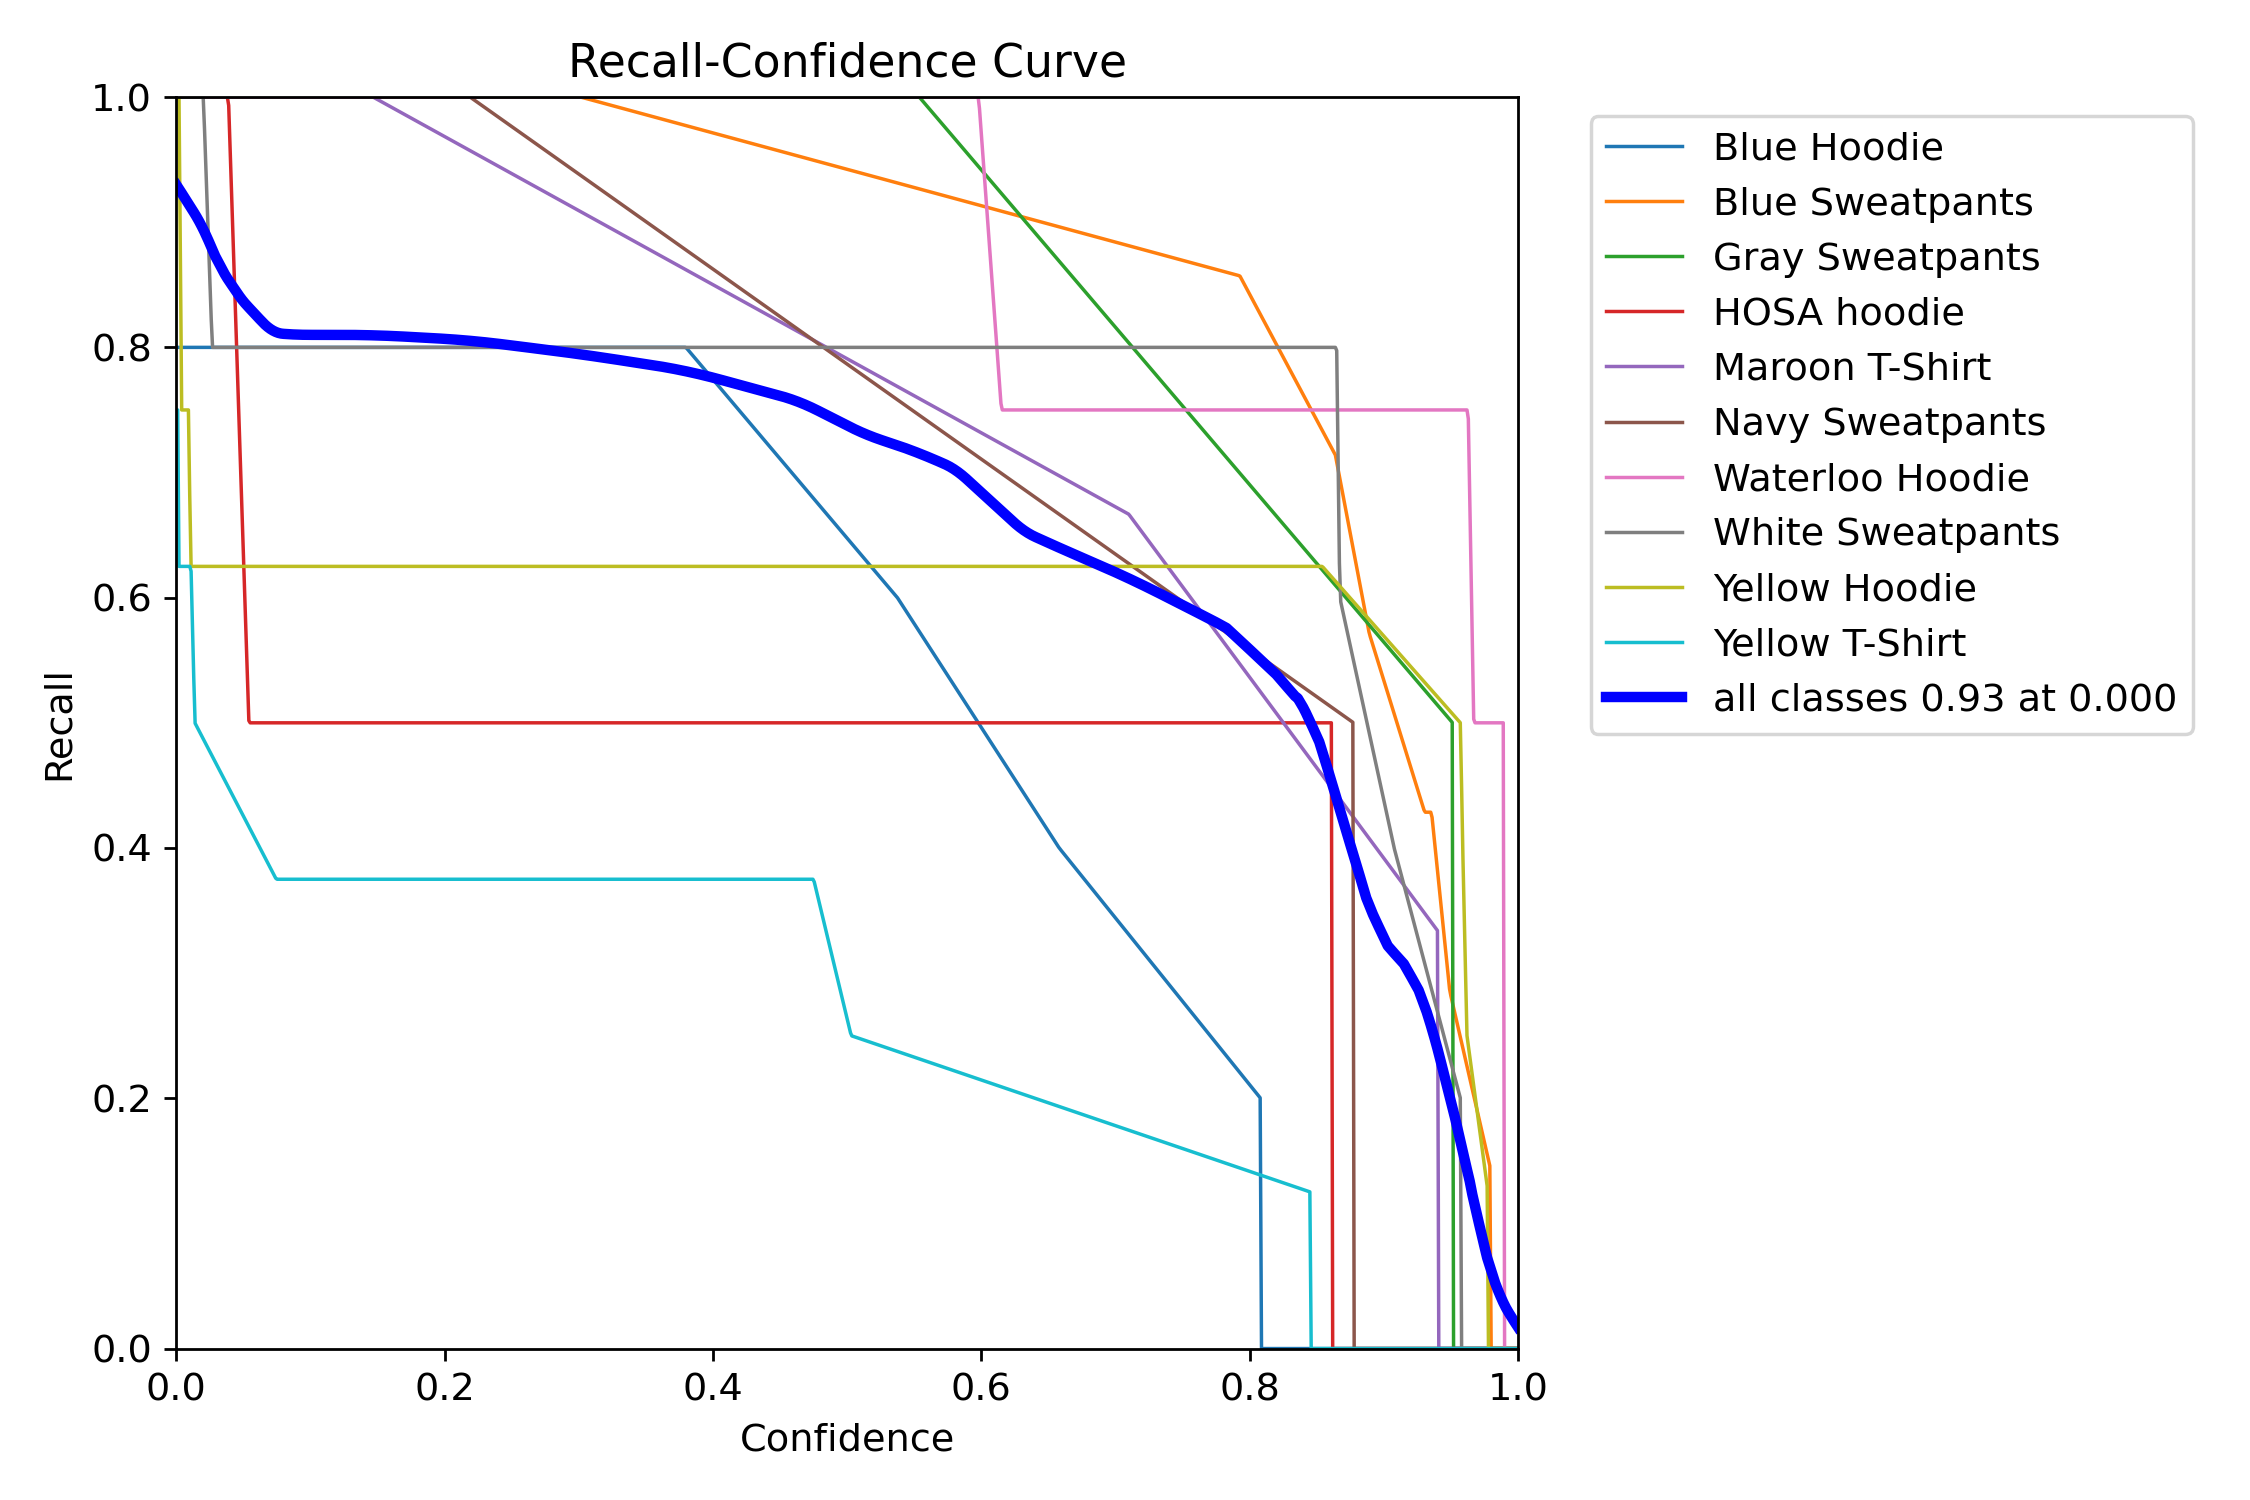 Recall-Confidence Curve
1.0
0.8
0.6
0.4
0.2
0.0
Recall
0.0 0.2 0.4 0.6 0.8 1.0
Confidence
Blue Hoodie
Blue Sweatpants
Gray Sweatpants
HOSA hoodie
Maroon T-Shirt
Navy Sweatpants
Waterloo Hoodie
White Sweatpants
Yellow Hoodie
Yellow T-Shirt
all classes 0.93 at 0.000